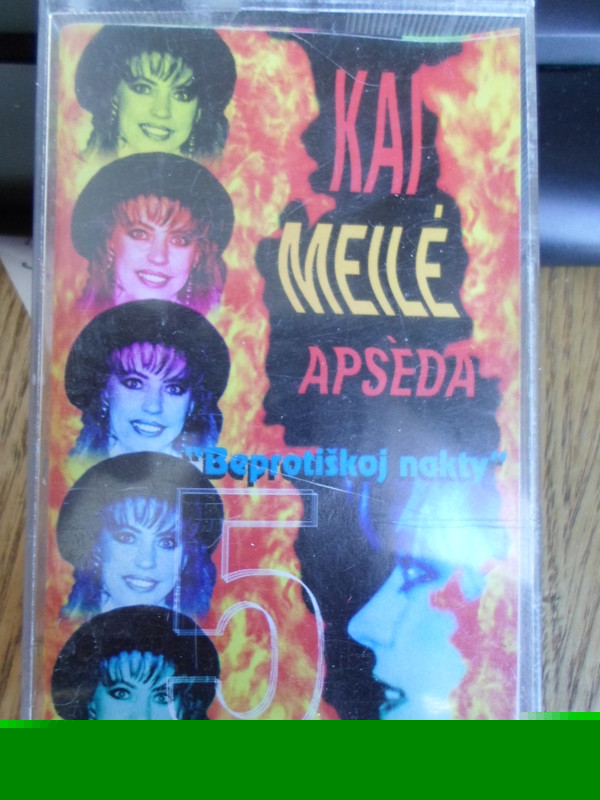 KAI
MEILĖ
APSĖDA
"Beprotiškoj nakty"
5